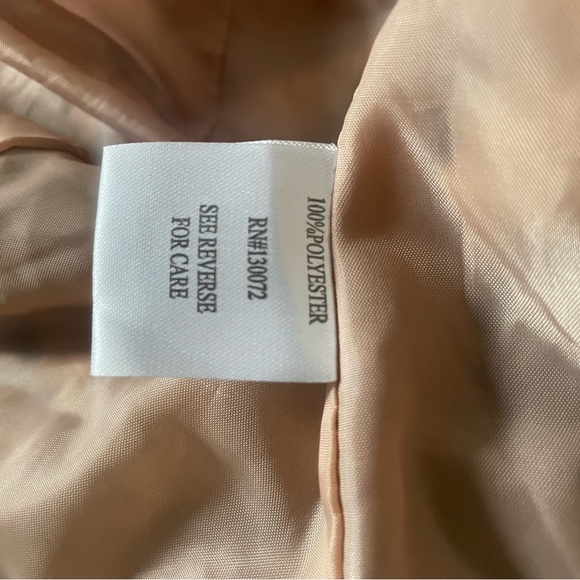 100%POLYESTER
RN#130072
SEE REVERSE
FOR CARE